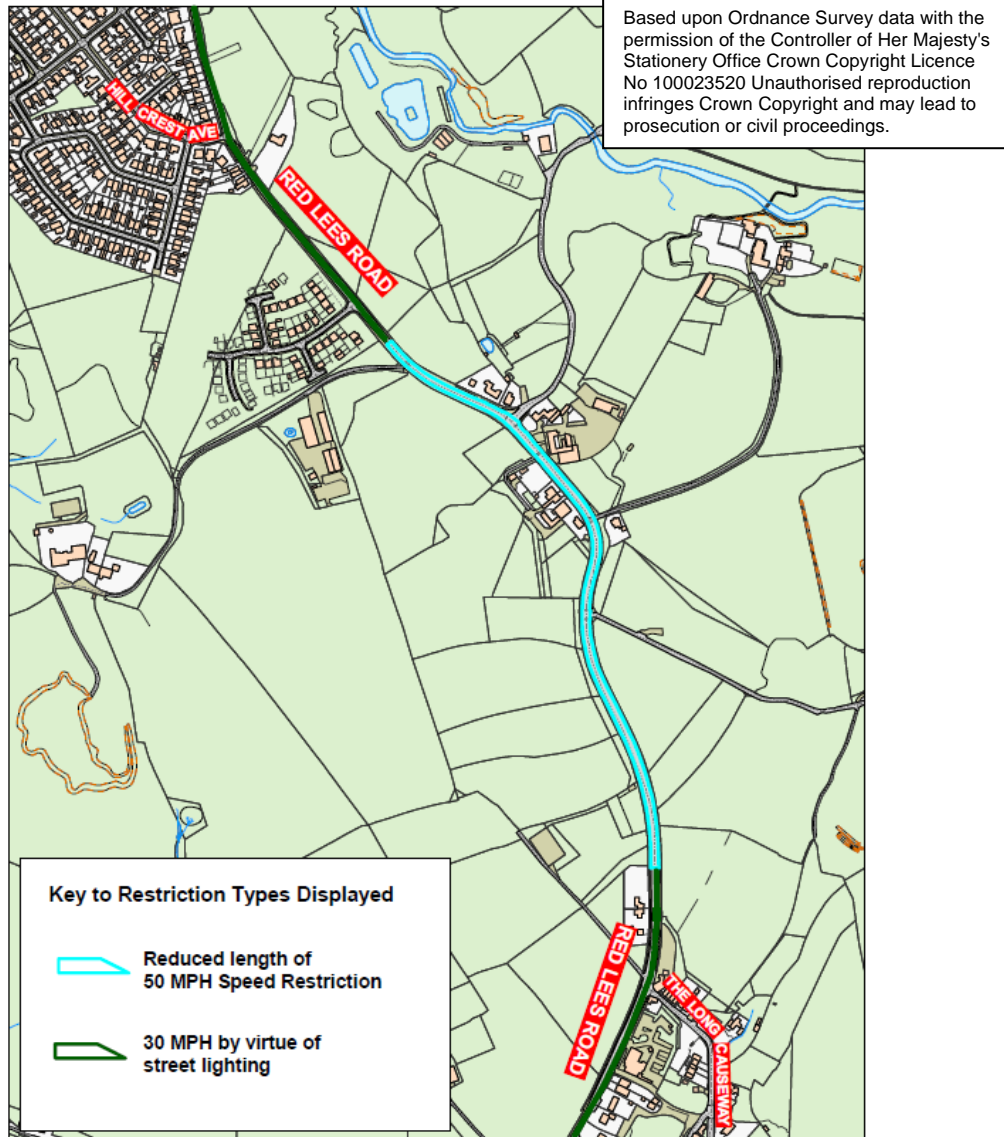 Based upon Ordnance Survey data with the
permission of the Controller of Her Majesty's
Stationery Office Crown Copyright Licence
No 100023520 Unauthorised reproduction
infringes Crown Copyright and may lead to
prosecution or civil proceedings.
HILL CREST AVE
RED LEES ROAD
RED LEES ROAD
THE LONG CAUSEWAY
Key to Restriction Types Displayed
Reduced length of
50 MPH Speed Restriction
30 MPH by virtue of
street lighting